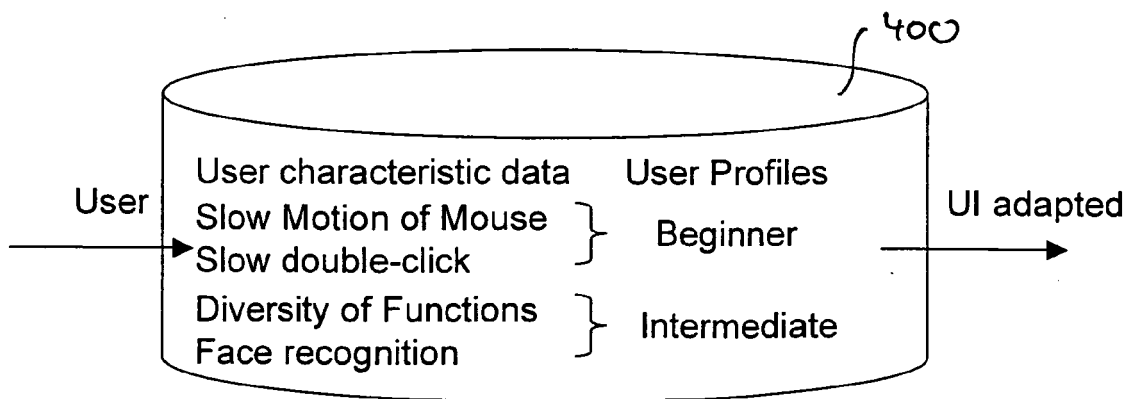 400
User characteristic data User Profiles
User Slow Motion of Mouse Beginner UI adapted
Slow double-click
Diversity of Functions Intermediate
Face recognition